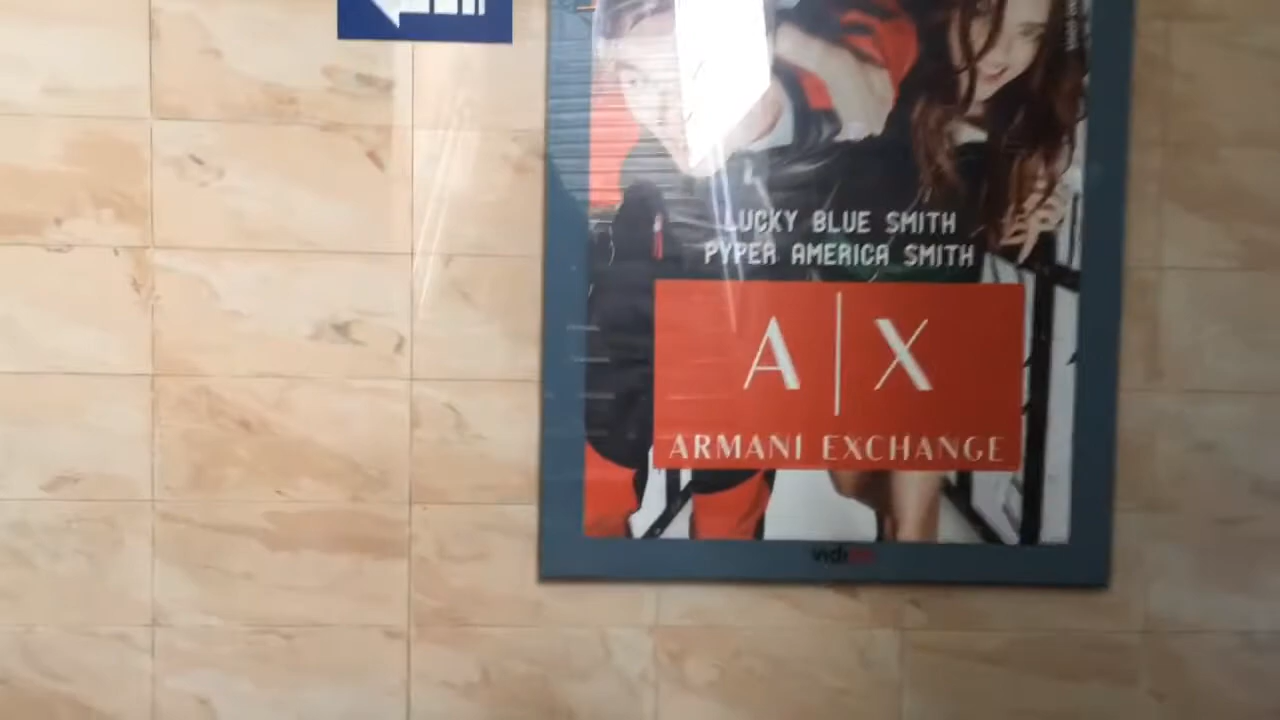 LUCKY BLUE SMITH
PYPER AMERICA SMITH
A|X
ARMANI EXCHANGE